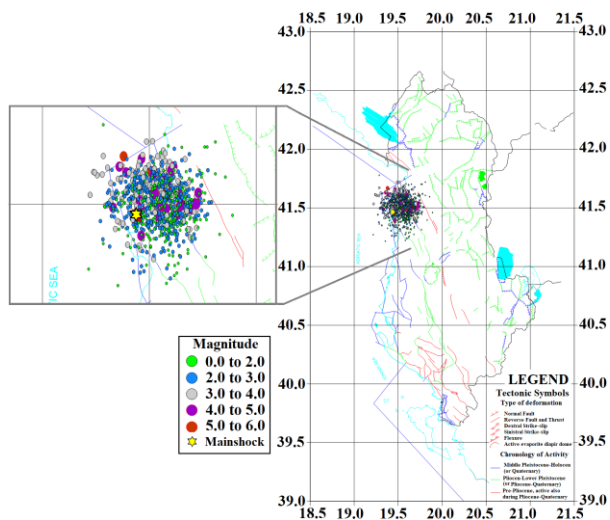 18.5 19.0 19.5 20.0 20.5 21.0 21.5
43.0 43.0
42.5 42.5
42.0 42.0
41.5 41.5
41.0 41.0
40.5 40.5
40.0 40.0
39.5 39.5
39.0 39.0
18.5 19.0 19.5 20.0 20.5 21.0 21.5
IC SEA
Magnitude
0.0 to 2.0
2.0 to 3.0
3.0 to 4.0
4.0 to 5.0
5.0 to 6.0
Mainshock
LEGEND
Tectonic Symbols
Type of deformation
Normal Fault
Reverse Fault and Thrust
Dextral Strike-slip
Sinistral Strike-slip
Flexure
Active evaporite diapir dome
Chronology of Activity
Middle Pleistocene-Holocen
(or Quaternary)
Pliocen-Lower Pleistocene
(or Pliocene-Quaternary)
Pre-Pliocene, active also
during Pliocene-Quaternary